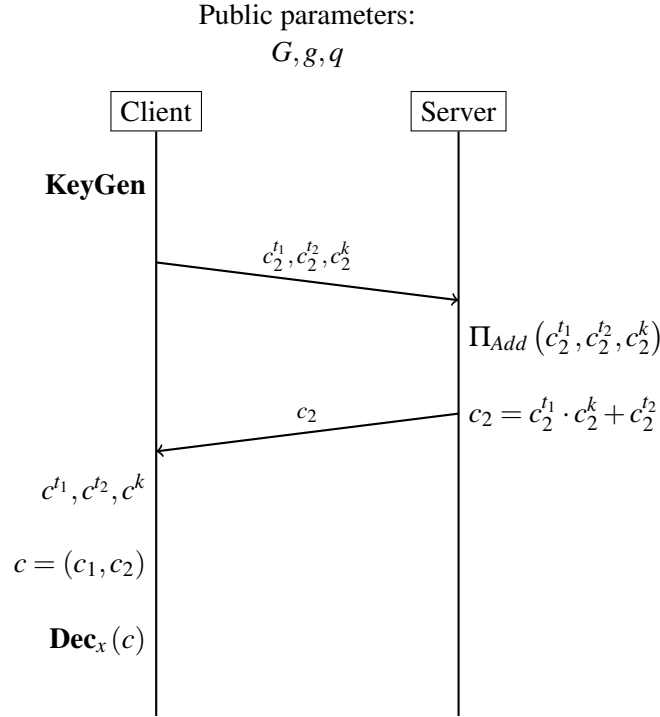 Public parameters:
G, g, q
Client Server
KeyGen
c_2^{t_1}, c_2^{t_2}, c_2^k
Π_{Add} (c_2^{t_1}, c_2^{t_2}, c_2^k)
c_2
c_2 = c_2^{t_1} · c_2^k + c_2^{t_2}
c^{t_1}, c^{t_2}, c^k
c = (c_1, c_2)
Dec_x (c)